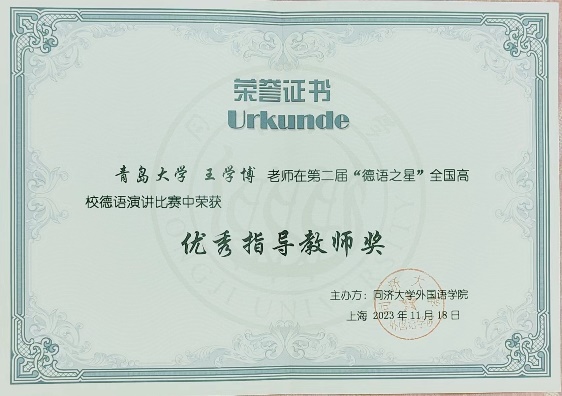 荣誉证书
Urkunde
青岛大学 王学博 老师在第二届“德语之星”全国高
校德语演讲比赛中荣获
优秀指导教师奖
主办方：同济大学外国语学院
上海 2023年11月18日